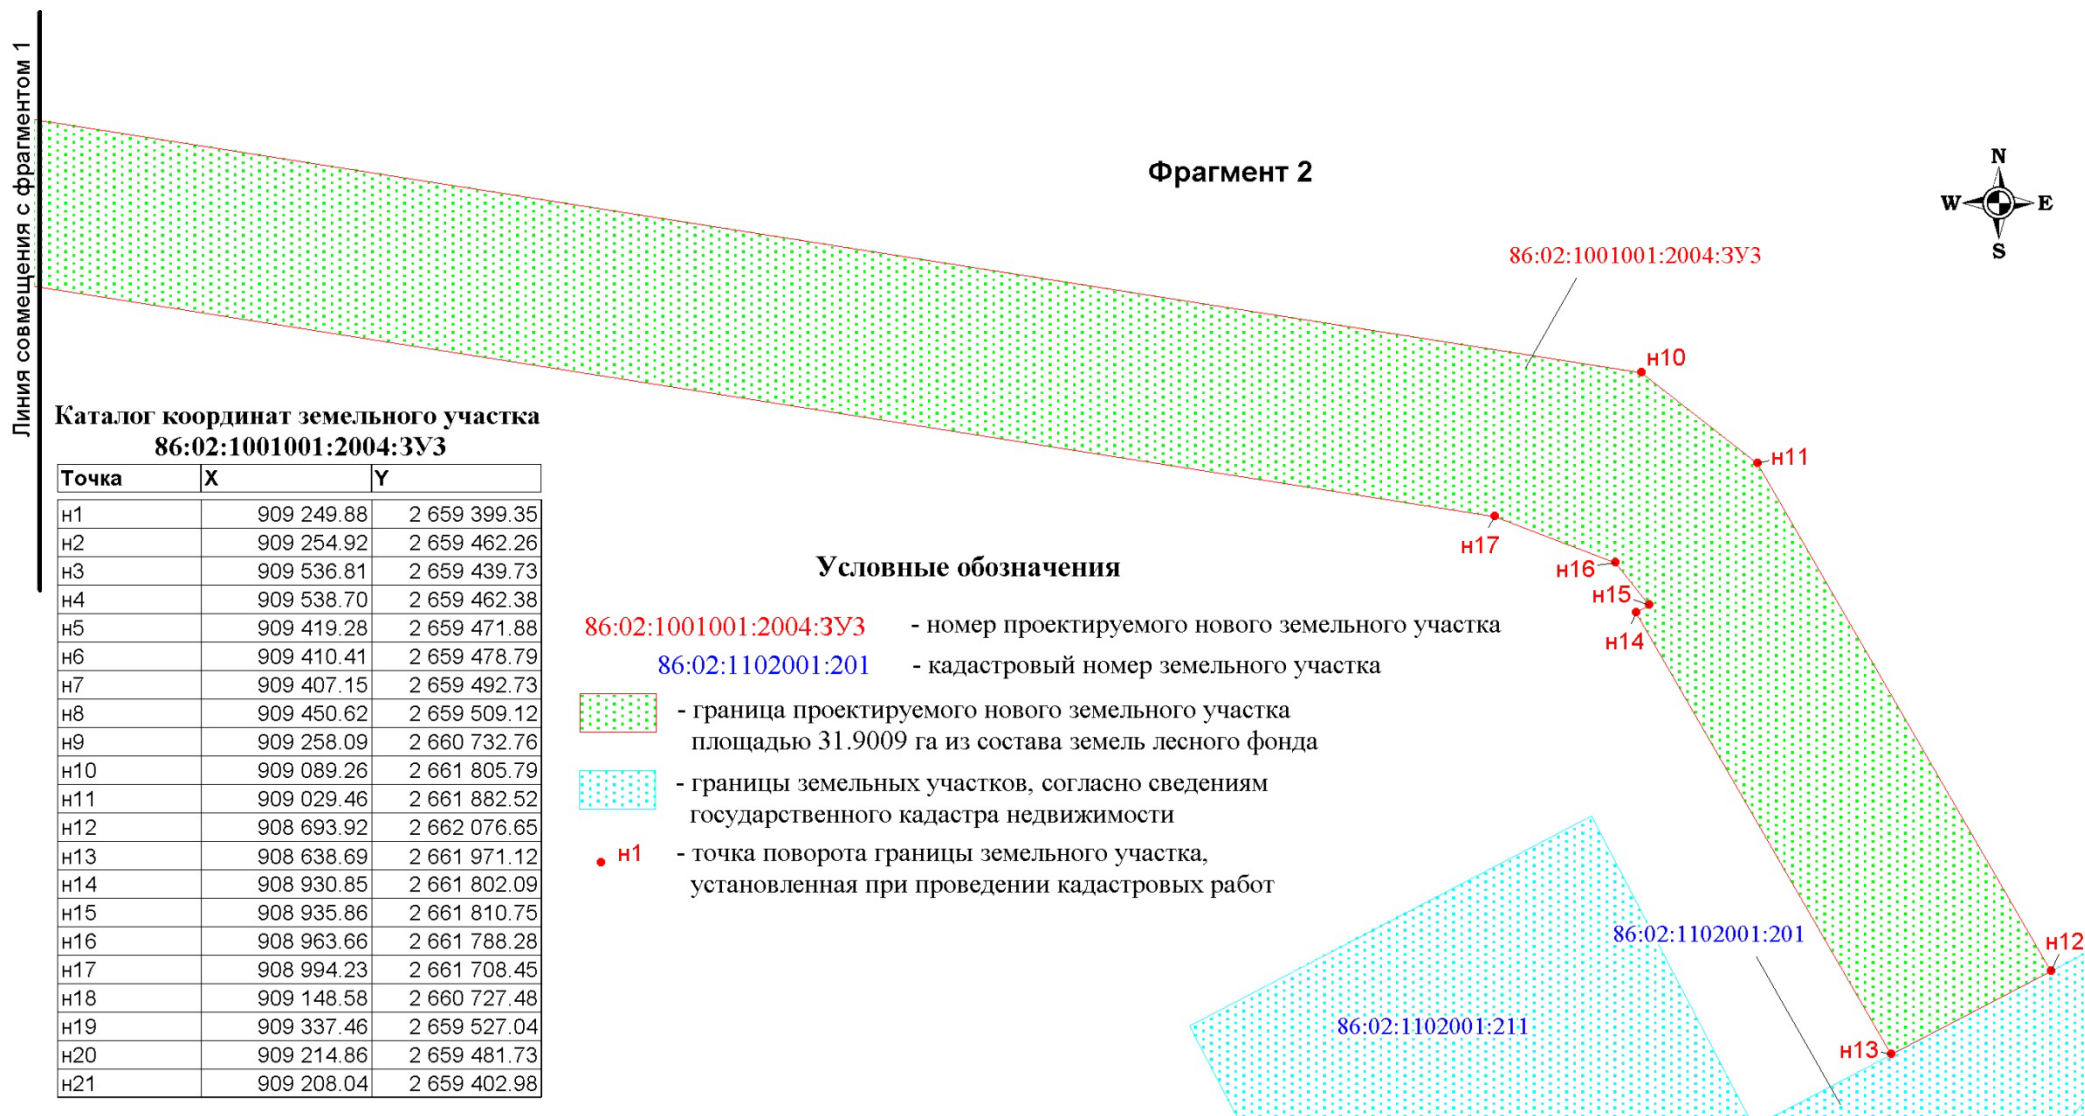 Линия совмещения с фрагментом 1
Фрагмент 2
N
W E
S
86:02:1001001:2004:ЗУ3
н10
н11
н17
н16
н15
н14
н12
н13
Каталог координат земельного участка
86:02:1001001:2004:ЗУ3
Точка X Y
н1 909 249.88 2 659 399.35
н2 909 254.92 2 659 462.26
н3 909 536.81 2 659 439.73
н4 909 538.70 2 659 462.38
н5 909 419.28 2 659 471.88
н6 909 410.41 2 659 478.79
н7 909 407.15 2 659 492.73
н8 909 450.62 2 659 509.12
н9 909 258.09 2 660 732.76
н10 909 089.26 2 661 805.79
н11 909 029.46 2 661 882.52
н12 908 693.92 2 662 076.65
н13 908 638.69 2 661 971.12
н14 908 930.85 2 661 802.09
н15 908 935.86 2 661 810.75
н16 908 963.66 2 661 788.28
н17 908 994.23 2 661 708.45
н18 909 148.58 2 660 727.48
н19 909 337.46 2 659 527.04
н20 909 214.86 2 659 481.73
н21 909 208.04 2 659 402.98
Условные обозначения
86:02:1001001:2004:ЗУ3 - номер проектируемого нового земельного участка
86:02:1102001:201 - кадастровый номер земельного участка
- граница проектируемого нового земельного участка
площадью 31.9009 га из состава земель лесного фонда
- границы земельных участков, согласно сведениям
государственного кадастра недвижимости
н1 - точка поворота границы земельного участка,
установленная при проведении кадастровых работ
86:02:1102001:201
86:02:1102001:211